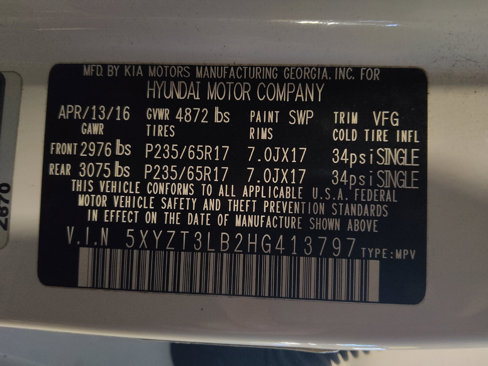 MFD. BY KIA MOTORS MANUFACTURING GEORGIA. INC. FOR
HYUNDAI MOTOR COMPANY
APR/13/16 GVWR 4872 lbs PAINT SWP TRIM VFG
GAWR TIRES RIMS COLD TIRE INFL
FRONT 2976 lbs P235/65R17 7.0JX17 34psi SINGLE
REAR 3075 lbs P235/65R17 7.0JX17 34psi SINGLE
THIS VEHICLE CONFORMS TO ALL APPLICABLE U.S.A. FEDERAL
MOTOR VEHICLE SAFETY AND THEFT PREVENTION STANDARDS
IN EFFECT ON THE DATE OF MANUFACTURE SHOWN ABOVE
V.I.N 5XYZT3LB2HG413797 TYPE:MPV